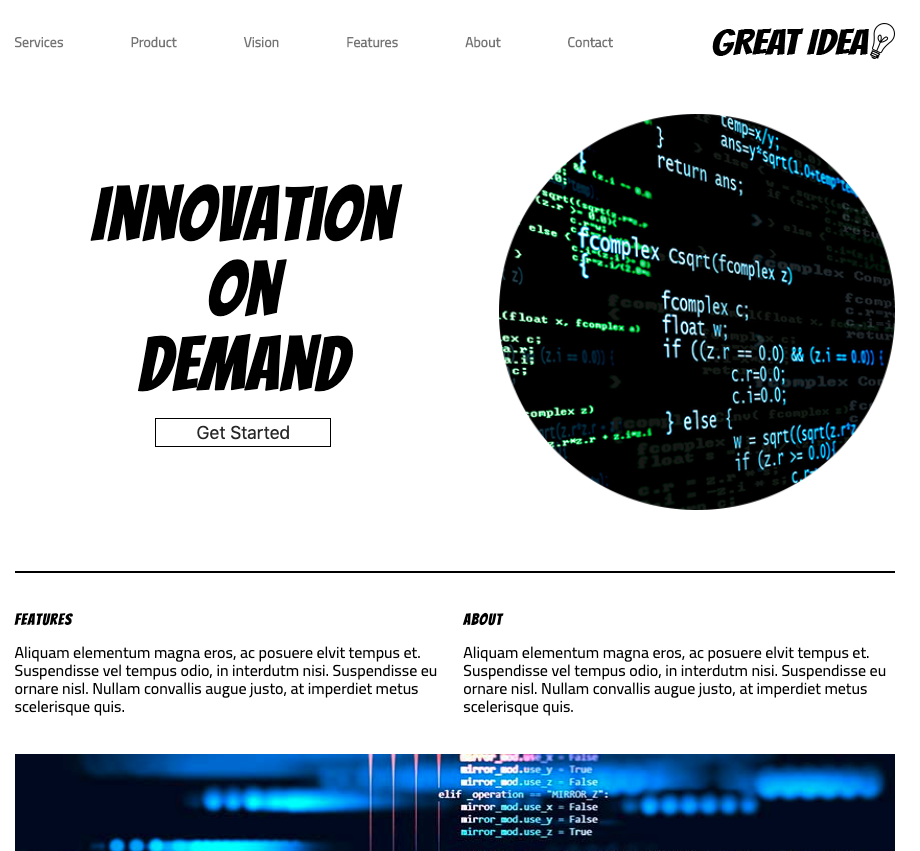 Services Product Vision Features About Contact GREAT IDEA
INNOVATION
ON
DEMAND
Get Started
temp=x/y;
}
ans=y*sqrt(1.0+temp*te
return ans;
else {
fcomplex Csqrt(fcomplex z)
{
z)
fcomplex c;
(float x, fcomplex a)
float w;
if ((z.r == 0.0) && (z.i == 0.0)) {
c.r=0.0;
c.i=0.0;
omplex z)
} else {
w = sqrt((sqrt(z.r*z
if (z.r >= 0.0){
FEATURES
Aliquam elementum magna eros, ac posuere elvit tempus et.
Suspendisse vel tempus odio, in interdutm nisi. Suspendisse eu
ornare nisl. Nullam convallis augue justo, at imperdiet metus
scelerisque quis.
ABOUT
Aliquam elementum magna eros, ac posuere elvit tempus et.
Suspendisse vel tempus odio, in interdutm nisi. Suspendisse eu
ornare nisl. Nullam convallis augue justo, at imperdiet metus
scelerisque quis.
mirror_mod.use_x = False
mirror_mod.use_y = True
mirror_mod.use_z = False
elif _operation == "MIRROR_Z":
mirror_mod.use_x = False
mirror_mod.use_y = False
mirror_mod.use_z = True